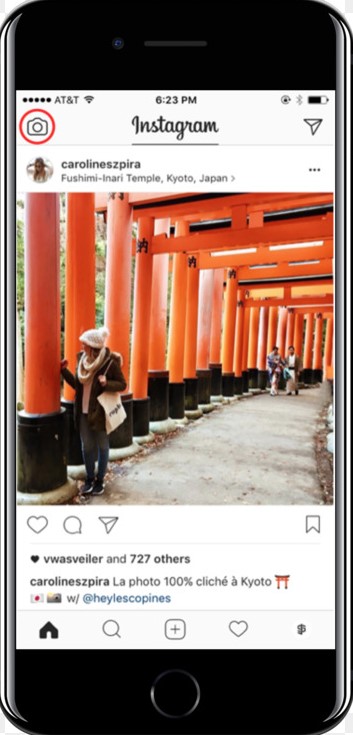 AT&T 6:23 PM
Instagram
carolineszpira
Fushimi-Inari Temple, Kyoto, Japan >
vwasveiler and 727 others
carolineszpira La photo 100% cliché à Kyoto ⛩️
🇯🇵 📸 w/ @heylescopines